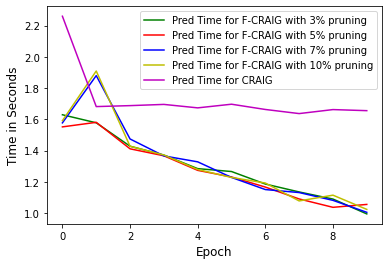 Pred Time for F-CRAIG with 3% pruning
Pred Time for F-CRAIG with 5% pruning
Pred Time for F-CRAIG with 7% pruning
Pred Time for F-CRAIG with 10% pruning
Pred Time for CRAIG
Time in Seconds
2.2
2.0
1.8
1.6
1.4
1.2
1.0
0 2 4 6 8
Epoch